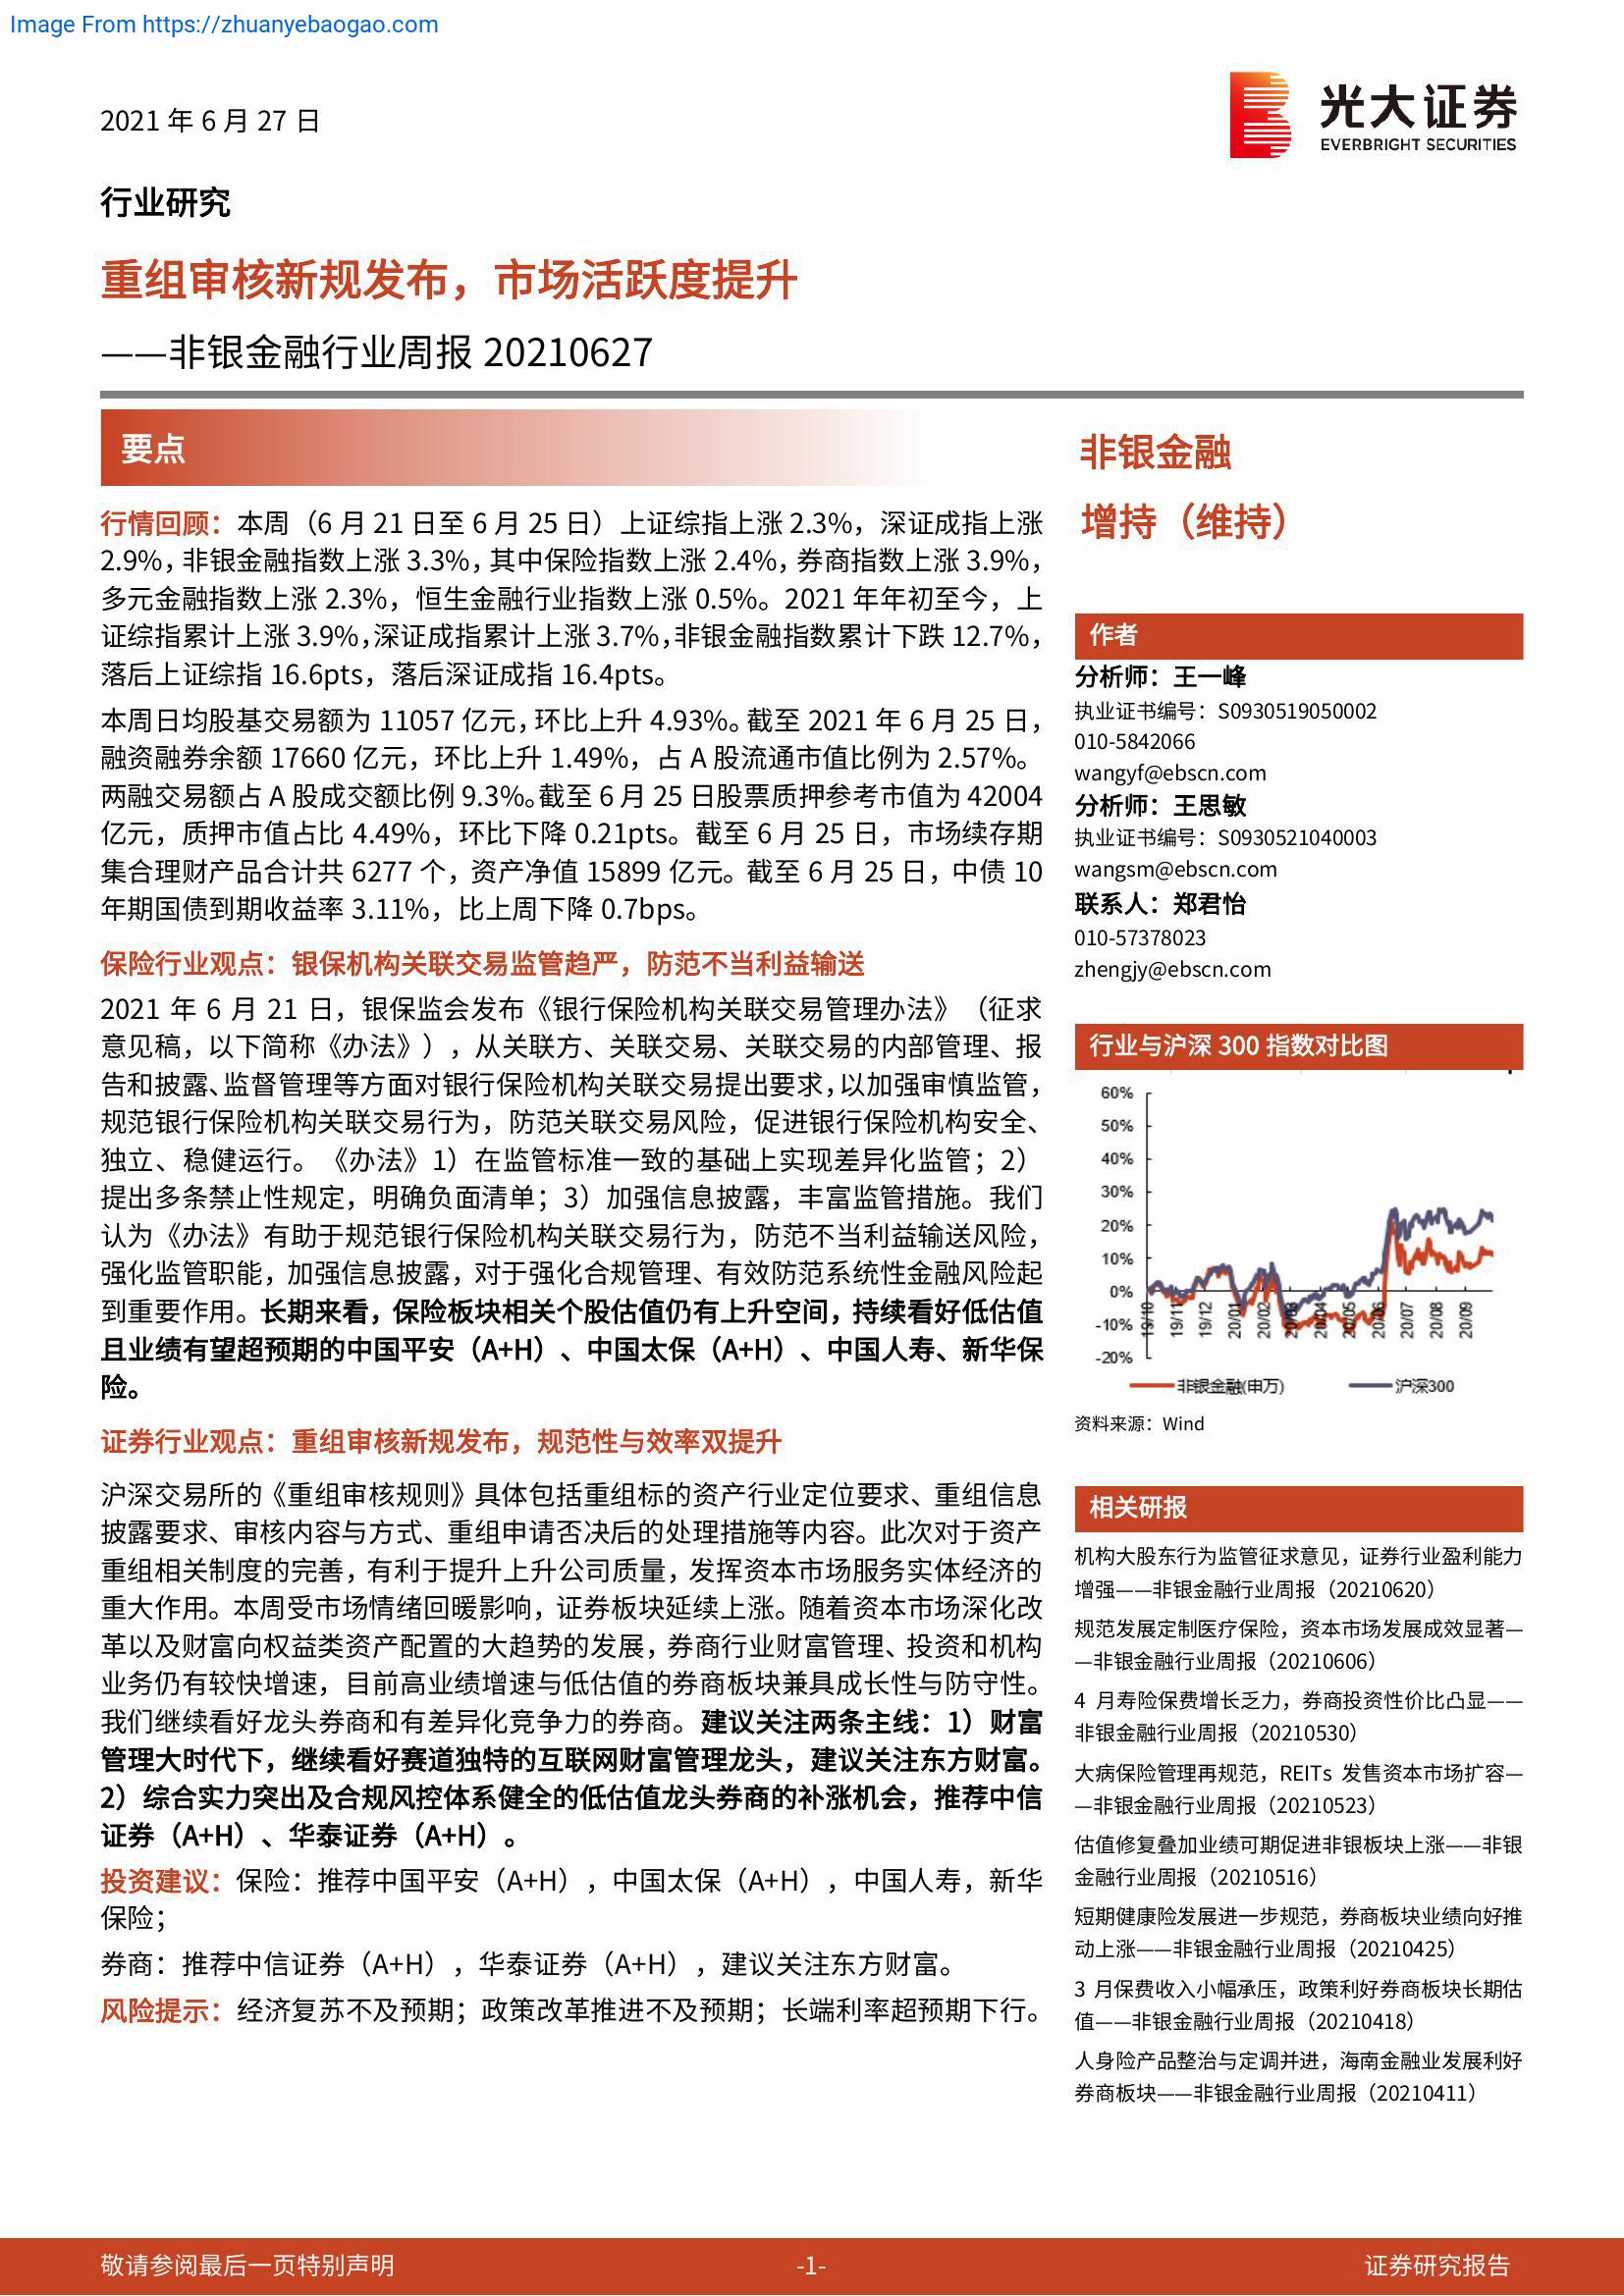 Image From https://zhuanyebaogao.com
2021 年 6 月 27 日
光大证券
EVERBRIGHT SECURITIES
行业研究
重组审核新规发布，市场活跃度提升
——非银金融行业周报 20210627
要点
行情回顾：本周（6 月 21 日至 6 月 25 日）上证综指上涨 2.3%，深证成指上涨
2.9%，非银金融指数上涨 3.3%，其中保险指数上涨 2.4%，券商指数上涨 3.9%，
多元金融指数上涨 2.3%，恒生金融行业指数上涨 0.5%。2021 年年初至今，上
证综指累计上涨 3.9%，深证成指累计上涨 3.7%，非银金融指数累计下跌 12.7%，
落后上证综指 16.6pts，落后深证成指 16.4pts。
本周日均股基交易额为 11057 亿元，环比上升 4.93%。截至 2021 年 6 月 25 日，
融资融券余额 17660 亿元，环比上升 1.49%，占 A 股流通市值比例为 2.57%。
两融交易额占 A 股成交额比例 9.3%。截至 6 月 25 日股票质押参考市值为 42004
亿元，质押市值占比 4.49%，环比下降 0.21pts。截至 6 月 25 日，市场续存期
集合理财产品合计共 6277 个，资产净值 15899 亿元。截至 6 月 25 日，中债 10
年期国债到期收益率 3.11%，比上周下降 0.7bps。
保险行业观点：银保机构关联交易监管趋严，防范不当利益输送
2021 年 6 月 21 日，银保监会发布《银行保险机构关联交易管理办法》（征求
意见稿，以下简称《办法》），从关联方、关联交易、关联交易的内部管理、报
告和披露、监督管理等方面对银行保险机构关联交易提出要求，以加强审慎监管，
规范银行保险机构关联交易行为，防范关联交易风险，促进银行保险机构安全、
独立、稳健运行。《办法》1）在监管标准一致的基础上实现差异化监管；2）
提出多条禁止性规定，明确负面清单；3）加强信息披露，丰富监管措施。我们
认为《办法》有助于规范银行保险机构关联交易行为，防范不当利益输送风险，
强化监管职能，加强信息披露，对于强化合规管理、有效防范系统性金融风险起
到重要作用。长期来看，保险板块相关个股估值仍有上升空间，持续看好低估值
且业绩有望超预期的中国平安（A+H）、中国太保（A+H）、中国人寿、新华保
险。
证券行业观点：重组审核新规发布，规范性与效率双提升
沪深交易所的《重组审核规则》具体包括重组标的资产行业定位要求、重组信息
披露要求、审核内容与方式、重组申请否决后的处理措施等内容。此次对于资产
重组相关制度的完善，有利于提升上升公司质量，发挥资本市场服务实体经济的
重大作用。本周受市场情绪回暖影响，证券板块延续上涨。随着资本市场深化改
革以及财富向权益类资产配置的大趋势的发展，券商行业财富管理、投资和机构
业务仍有较快增速，目前高业绩增速与低估值的券商板块兼具成长性与防守性。
我们继续看好龙头券商和有差异化竞争力的券商。建议关注两条主线：1）财富
管理大时代下，继续看好赛道独特的互联网财富管理龙头，建议关注东方财富。
2）综合实力突出及合规风控体系健全的低估值龙头券商的补涨机会，推荐中信
证券（A+H）、华泰证券（A+H）。
投资建议：保险：推荐中国平安（A+H），中国太保（A+H），中国人寿，新华
保险；
券商：推荐中信证券（A+H），华泰证券（A+H），建议关注东方财富。
风险提示：经济复苏不及预期；政策改革推进不及预期；长端利率超预期下行。
非银金融
增持（维持）
作者
分析师：王一峰
执业证书编号：S0930519050002
010-5842066
wangyf@ebscn.com
分析师：王思敏
执业证书编号：S0930521040003
wangsm@ebscn.com
联系人：郑君怡
010-57378023
zhengjy@ebscn.com
行业与沪深 300 指数对比图
60%
50%
40%
30%
20%
10%
0%
-10%
-20%
19/10
19/11
19/12
20/01
20/02
20/03
20/04
20/05
20/06
20/07
20/08
20/09
非银金融(申万)
沪深300
资料来源：Wind
相关研报
机构大股东行为监管征求意见，证券行业盈利能力
增强——非银金融行业周报（20210620）
规范发展定制医疗保险，资本市场发展成效显著—
—非银金融行业周报（20210606）
4 月寿险保费增长乏力，券商投资性价比凸显——
非银金融行业周报（20210530）
大病保险管理再规范，REITs 发售资本市场扩容—
—非银金融行业周报（20210523）
估值修复叠加业绩可期促进非银板块上涨——非银
金融行业周报（20210516）
短期健康险发展进一步规范，券商板块业绩向好推
动上涨——非银金融行业周报（20210425）
3 月保费收入小幅承压，政策利好券商板块长期估
值——非银金融行业周报（20210418）
人身险产品整治与定调并进，海南金融业发展利好
券商板块——非银金融行业周报（20210411）
敬请参阅最后一页特别声明
-1-
证券研究报告